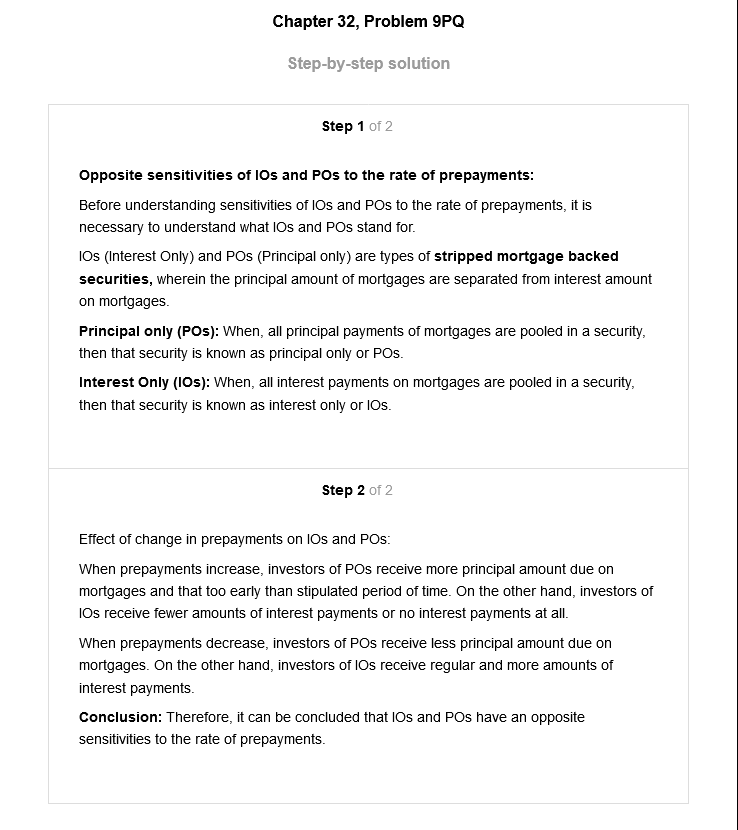 Chapter 32, Problem 9PQ
Step-by-step solution
Step 1 of 2
Opposite sensitivities of IOs and POs to the rate of prepayments:
Before understanding sensitivities of IOs and POs to the rate of prepayments, it is
necessary to understand what IOs and POs stand for.
IOs (Interest Only) and POs (Principal only) are types of stripped mortgage backed
securities, wherein the principal amount of mortgages are separated from interest amount
on mortgages.
Principal only (POs): When, all principal payments of mortgages are pooled in a security,
then that security is known as principal only or POs.
Interest Only (IOs): When, all interest payments on mortgages are pooled in a security,
then that security is known as interest only or IOs.
Step 2 of 2
Effect of change in prepayments on IOs and POs:
When prepayments increase, investors of POs receive more principal amount due on
mortgages and that too early than stipulated period of time. On the other hand, investors of
IOs receive fewer amounts of interest payments or no interest payments at all.
When prepayments decrease, investors of POs receive less principal amount due on
mortgages. On the other hand, investors of IOs receive regular and more amounts of
interest payments.
Conclusion: Therefore, it can be concluded that IOs and POs have an opposite
sensitivities to the rate of prepayments.